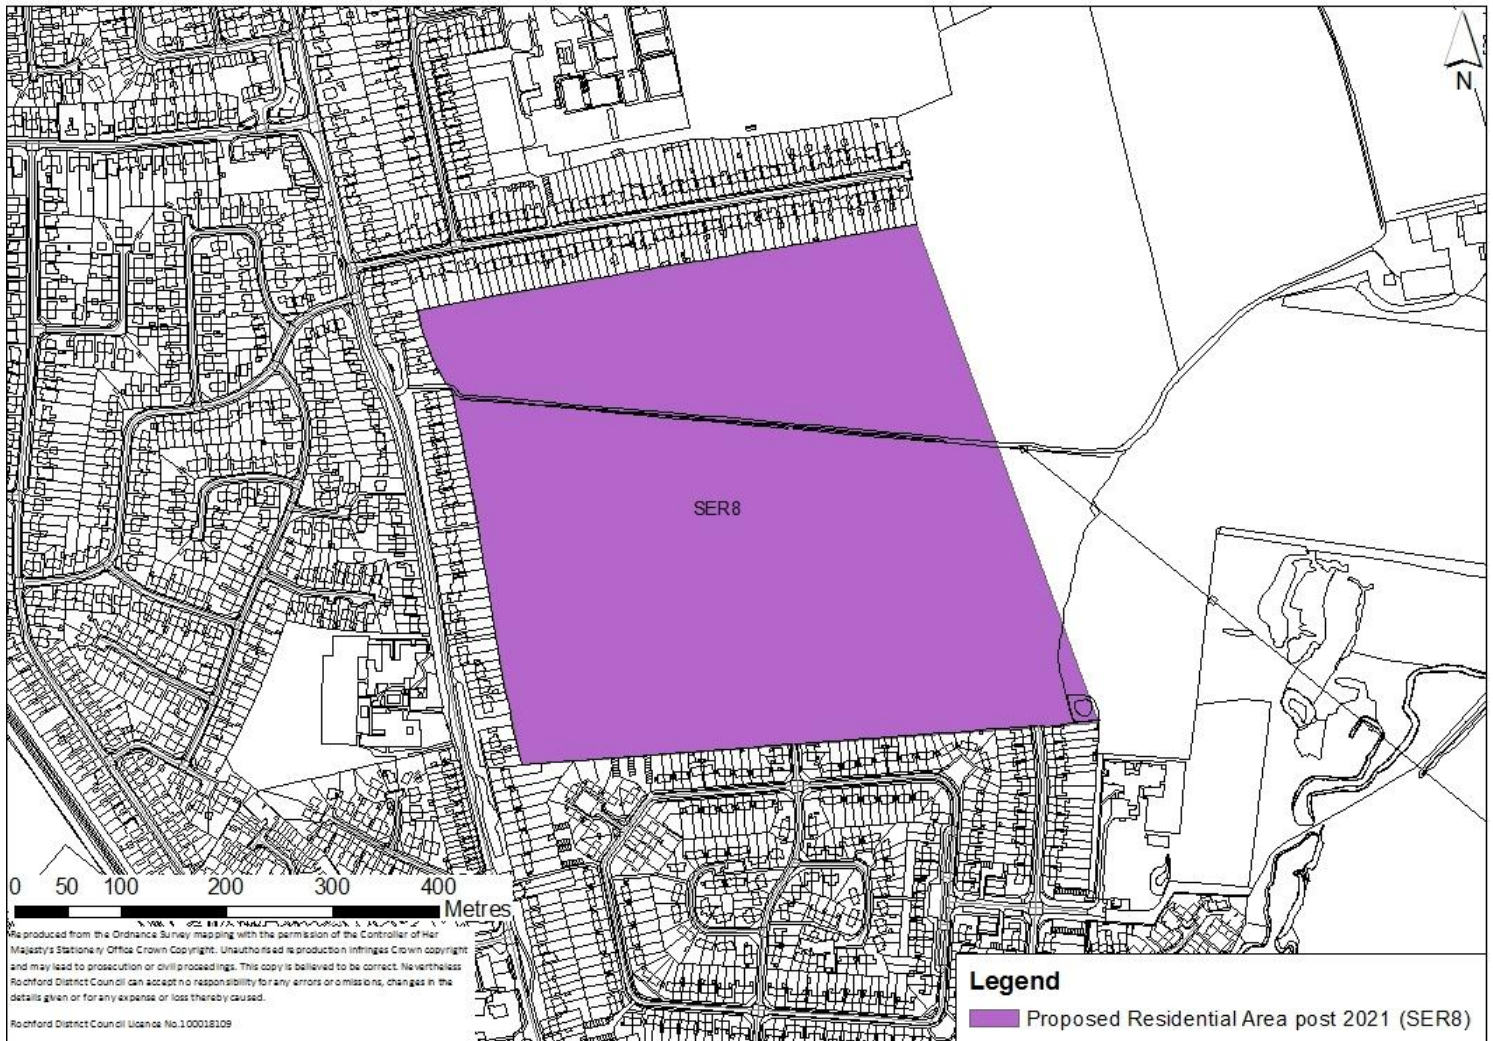 N
SER8
0 50 100 200 300 400
Metres
Reproduced from the Ordnance Survey mapping with the permission of the Controller of Her
Majesty's Stationery Office Crown Copyright. Unauthorised reproduction infringes Crown copyright
and may lead to prosecution or civil proceedings. This copy is believed to be correct. Nevertheless
Rochford District Council can accept no responsibility for any errors or omissions, changes in the
details given or for any expense or loss thereby caused.
Rochford District Council Licence No.100018109
Legend
Proposed Residential Area post 2021 (SER8)